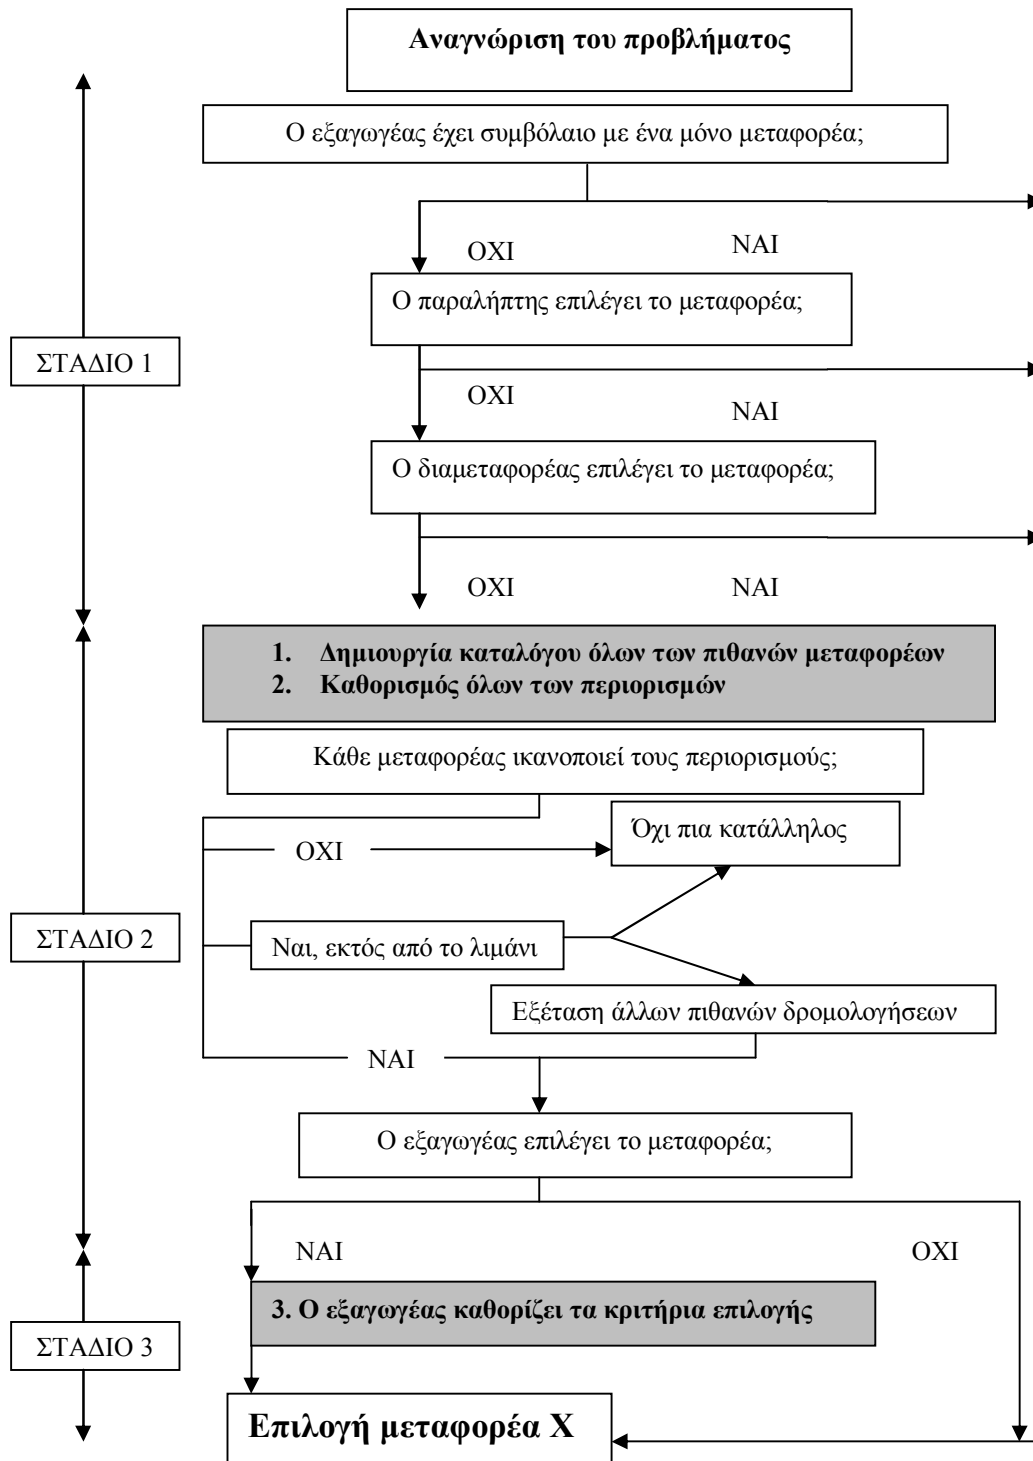 Αναγνώριση του προβλήματος
Ο εξαγωγέας έχει συμβόλαιο με ένα μόνο μεταφορέα;
ΟΧΙ
ΝΑΙ
Ο παραλήπτης επιλέγει το μεταφορέα;
ΣΤΑΔΙΟ 1
ΟΧΙ
ΝΑΙ
Ο διαμεταφορέας επιλέγει το μεταφορέα;
ΟΧΙ
ΝΑΙ
1. Δημιουργία καταλόγου όλων των πιθανών μεταφορέων
2. Καθορισμός όλων των περιορισμών
Κάθε μεταφορέας ικανοποιεί τους περιορισμούς;
Όχι πια κατάλληλος
ΟΧΙ
ΣΤΑΔΙΟ 2
Ναι, εκτός από το λιμάνι
Εξέταση άλλων πιθανών δρομολογήσεων
ΝΑΙ
Ο εξαγωγέας επιλέγει το μεταφορέα;
ΝΑΙ
ΟΧΙ
3. Ο εξαγωγέας καθορίζει τα κριτήρια επιλογής
ΣΤΑΔΙΟ 3
Επιλογή μεταφορέα Χ